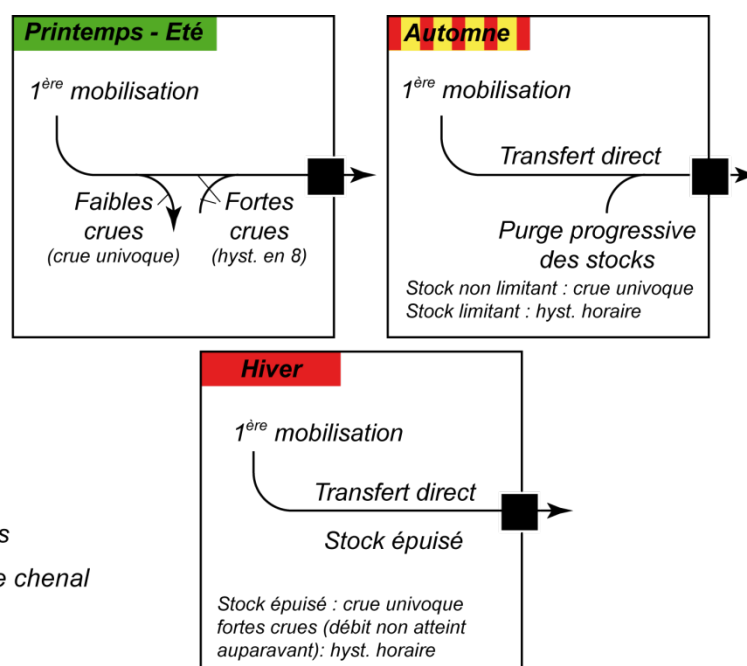 Printemps - Eté
1ère mobilisation
Faibles
crues
(crue univoque)
Fortes
crues
(hyst. en 8)
Automne
1ère mobilisation
Transfert direct
Purge progressive
des stocks
Stock non limitant : crue univoque
Stock limitant : hyst. horaire
Hiver
1ère mobilisation
Transfert direct
Stock épuisé
Stock épuisé : crue univoque
fortes crues (débit non atteint
auparavant): hyst. horaire
s
e chenal